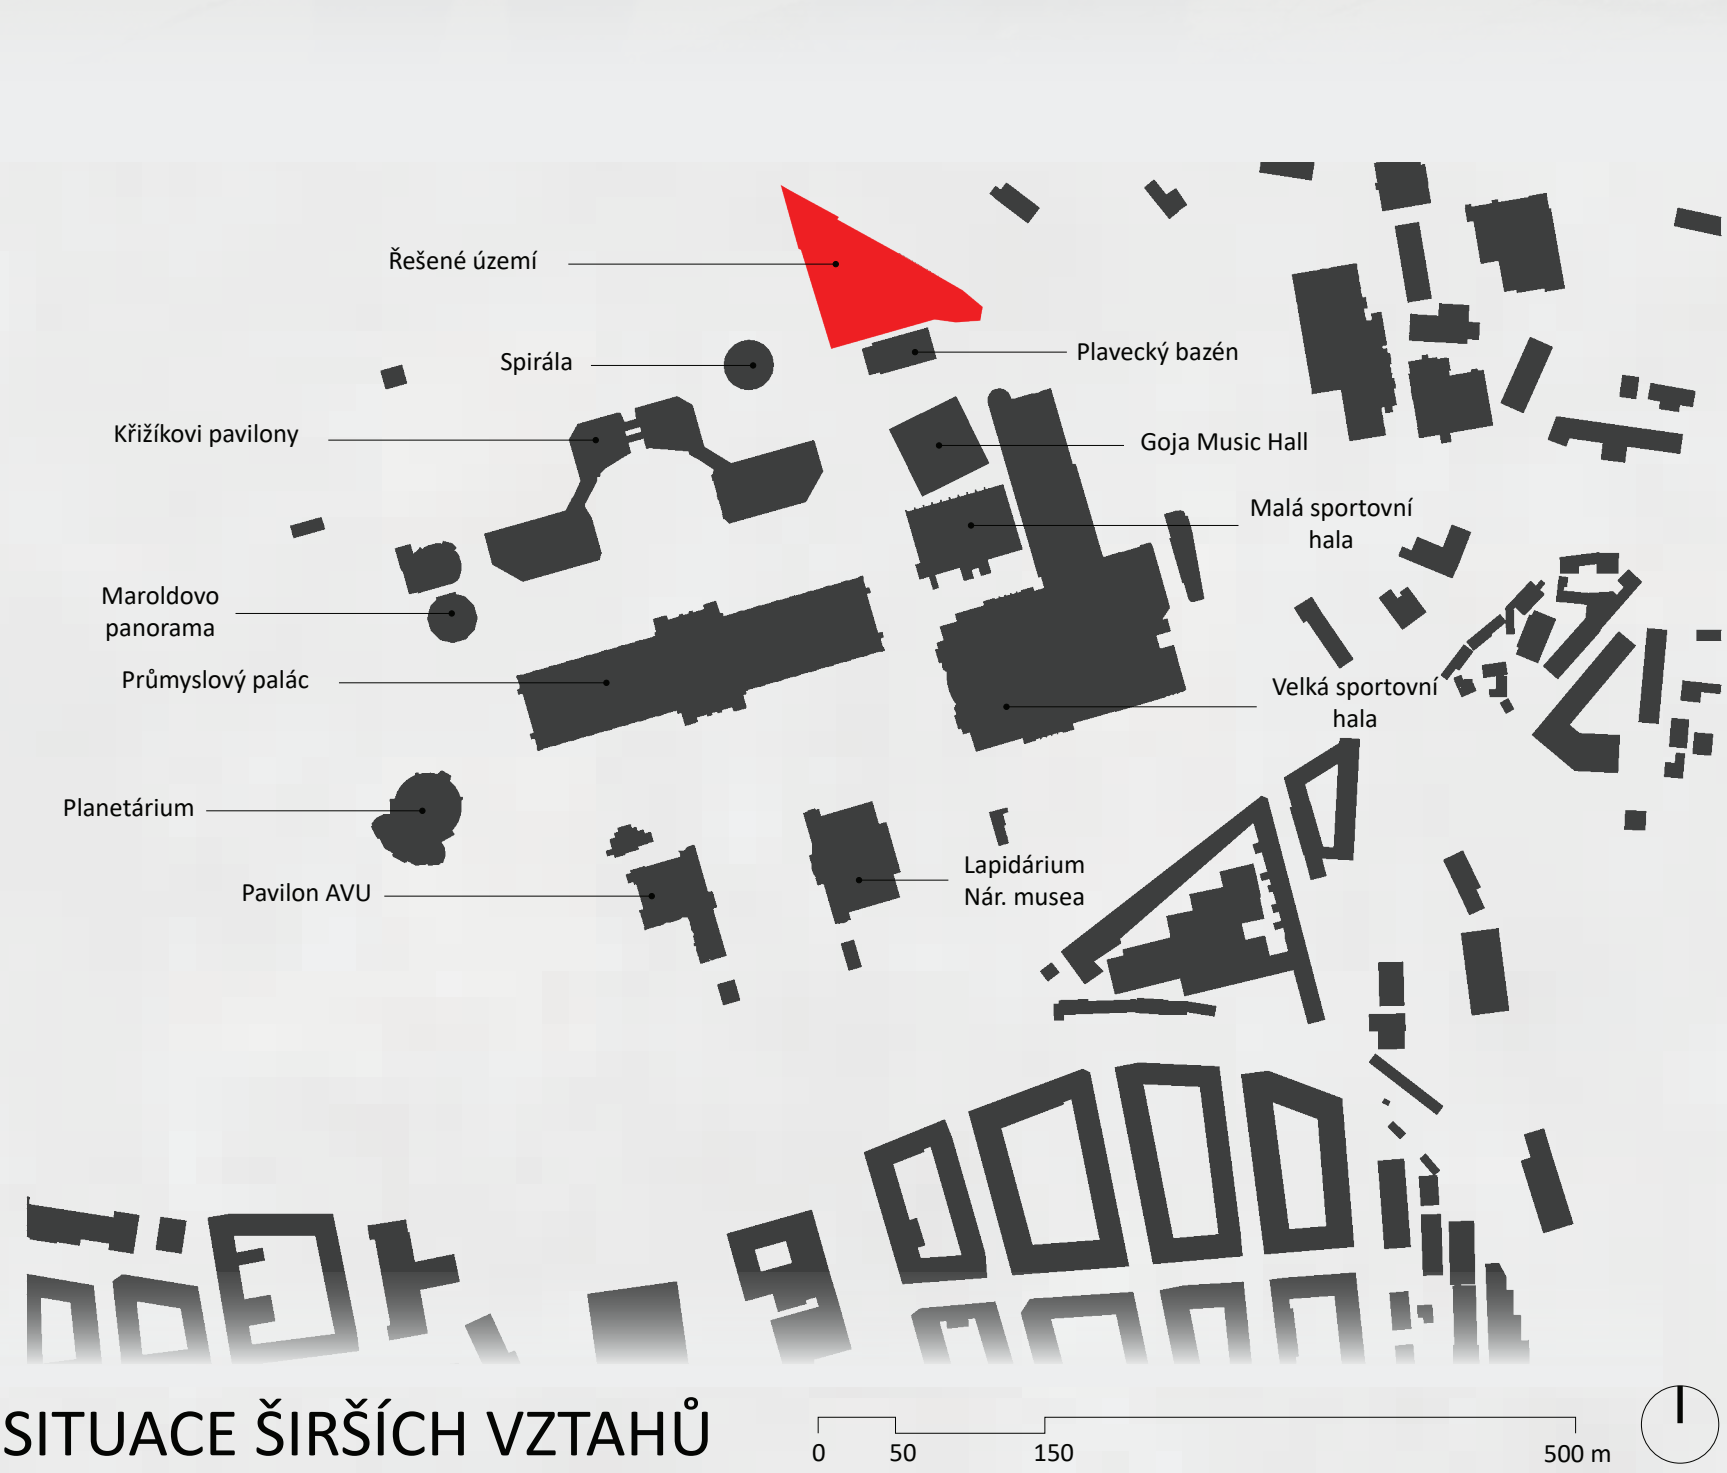 Řešené území
Spirála
Plavecký bazén
Křižíkovi pavilony
Goja Music Hall
Malá sportovní
hala
Maroldovo
panorama
Průmyslový palác
Velká sportovní
hala
Planetárium
Lapidárium
Nár. musea
Pavilon AVU
SITUACE ŠIRŠÍCH VZTAHŮ
0 50 150 500 m